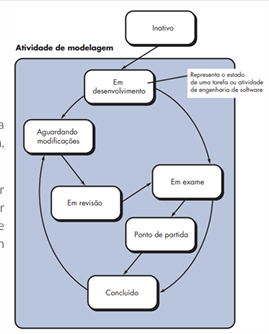 Inativo
Atividade de modelagem
Em
desenvolvimento
Representa o estado
de uma tarefa ou atividade
de engenharia de software
Aguardando
modificações
a
,
Em exame
Em revisão
r
r
e
n
Ponto de partida
Concluído